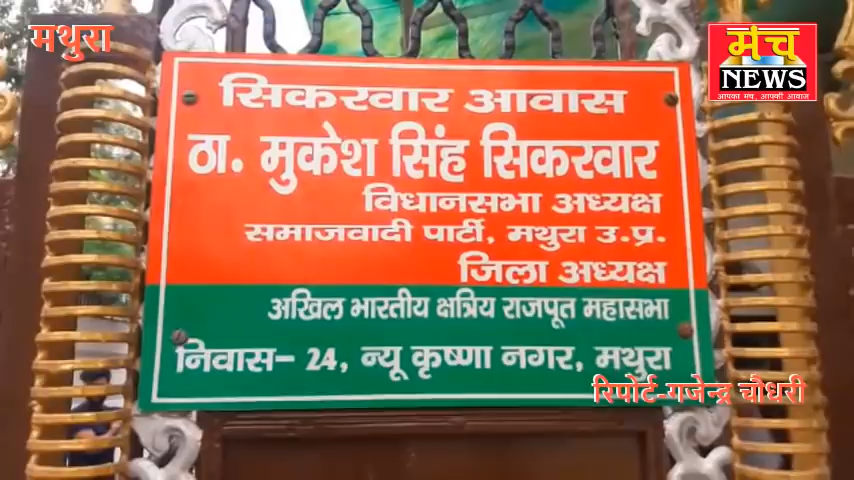 मथुरा
मंच
NEWS
आपका मंच, आपकी आवाज
सिकरवार आवास
ठा. मुकेश सिंह सिकरवार
विधानसभा अध्यक्ष
समाजवादी पार्टी, मथुरा उ.प्र.
जिला अध्यक्ष
अखिल भारतीय क्षत्रिय राजपूत महासभा
निवास– 24, न्यू कृष्णा नगर, मथुरा
रिपोर्ट-गजेन्द्र चौधरी